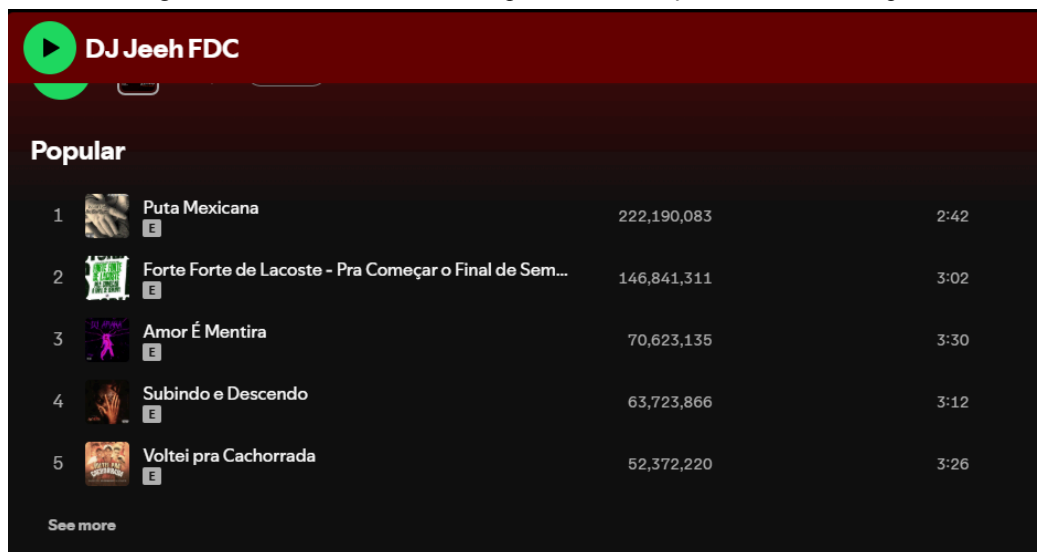 DJ Jeeh FDC
Popular
1 Puta Mexicana 222,190,083 2:42
E
2 Forte Forte de Lacoste - Pra Começar o Final de Sem... 146,841,311 3:02
E
3 Amor É Mentira 70,623,135 3:30
E
4 Subindo e Descendo 63,723,866 3:12
E
5 Voltei pra Cachorrada 52,372,220 3:26
E
See more